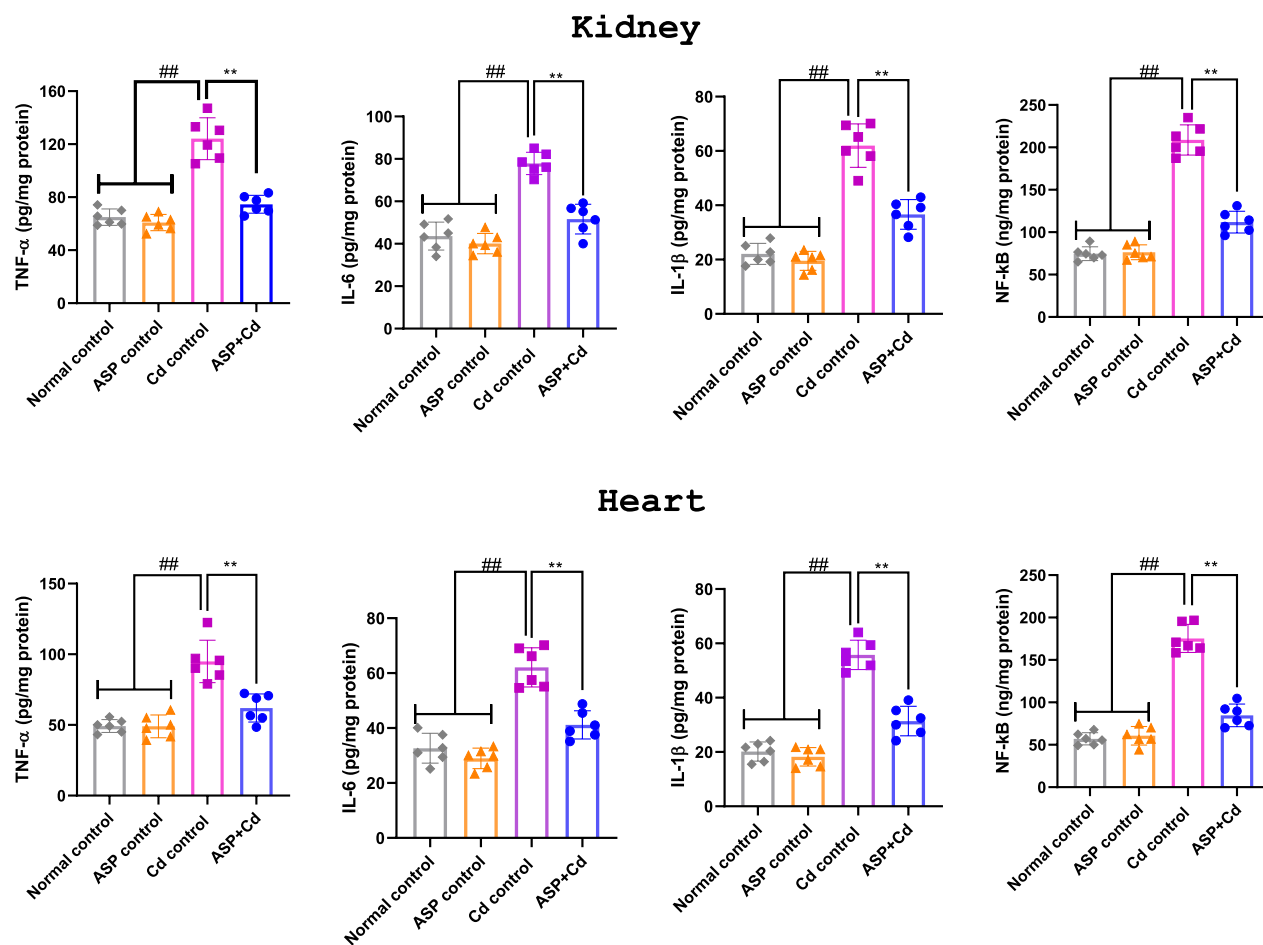 Kidney
## **
TNF-α (pg/mg protein)
160
120
80
40
0
Normal control
ASP control
Cd control
ASP+Cd
## **
IL-6 (pg/mg protein)
100
80
60
40
20
0
Normal control
ASP control
Cd control
ASP+Cd
## **
IL-1β (pg/mg protein)
80
60
40
20
0
Normal control
ASP control
Cd control
ASP+Cd
## **
NF-kB (ng/mg protein)
250
200
150
100
50
0
Normal control
ASP control
Cd control
ASP+Cd
Heart
## **
TNF-α (pg/mg protein)
150
100
50
0
Normal control
ASP control
Cd control
ASP+Cd
## **
IL-6 (pg/mg protein)
80
60
40
20
0
Normal control
ASP control
Cd control
ASP+Cd
## **
IL-1β (pg/mg protein)
80
60
40
20
0
Normal control
ASP control
Cd control
ASP+Cd
## **
NF-kB (ng/mg protein)
250
200
150
100
50
0
Normal control
ASP control
Cd control
ASP+Cd